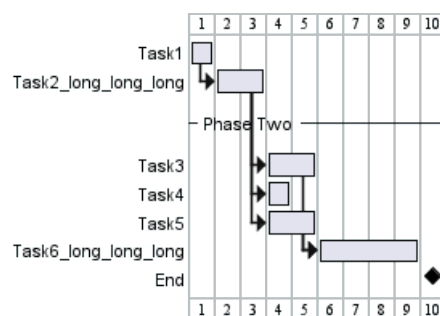 1 2 3 4 5 6 7 8 9 10
Task1
Task2_long_long_long
Phase Two
Task3
Task4
Task5
Task6_long_long_long
End
1 2 3 4 5 6 7 8 9 10